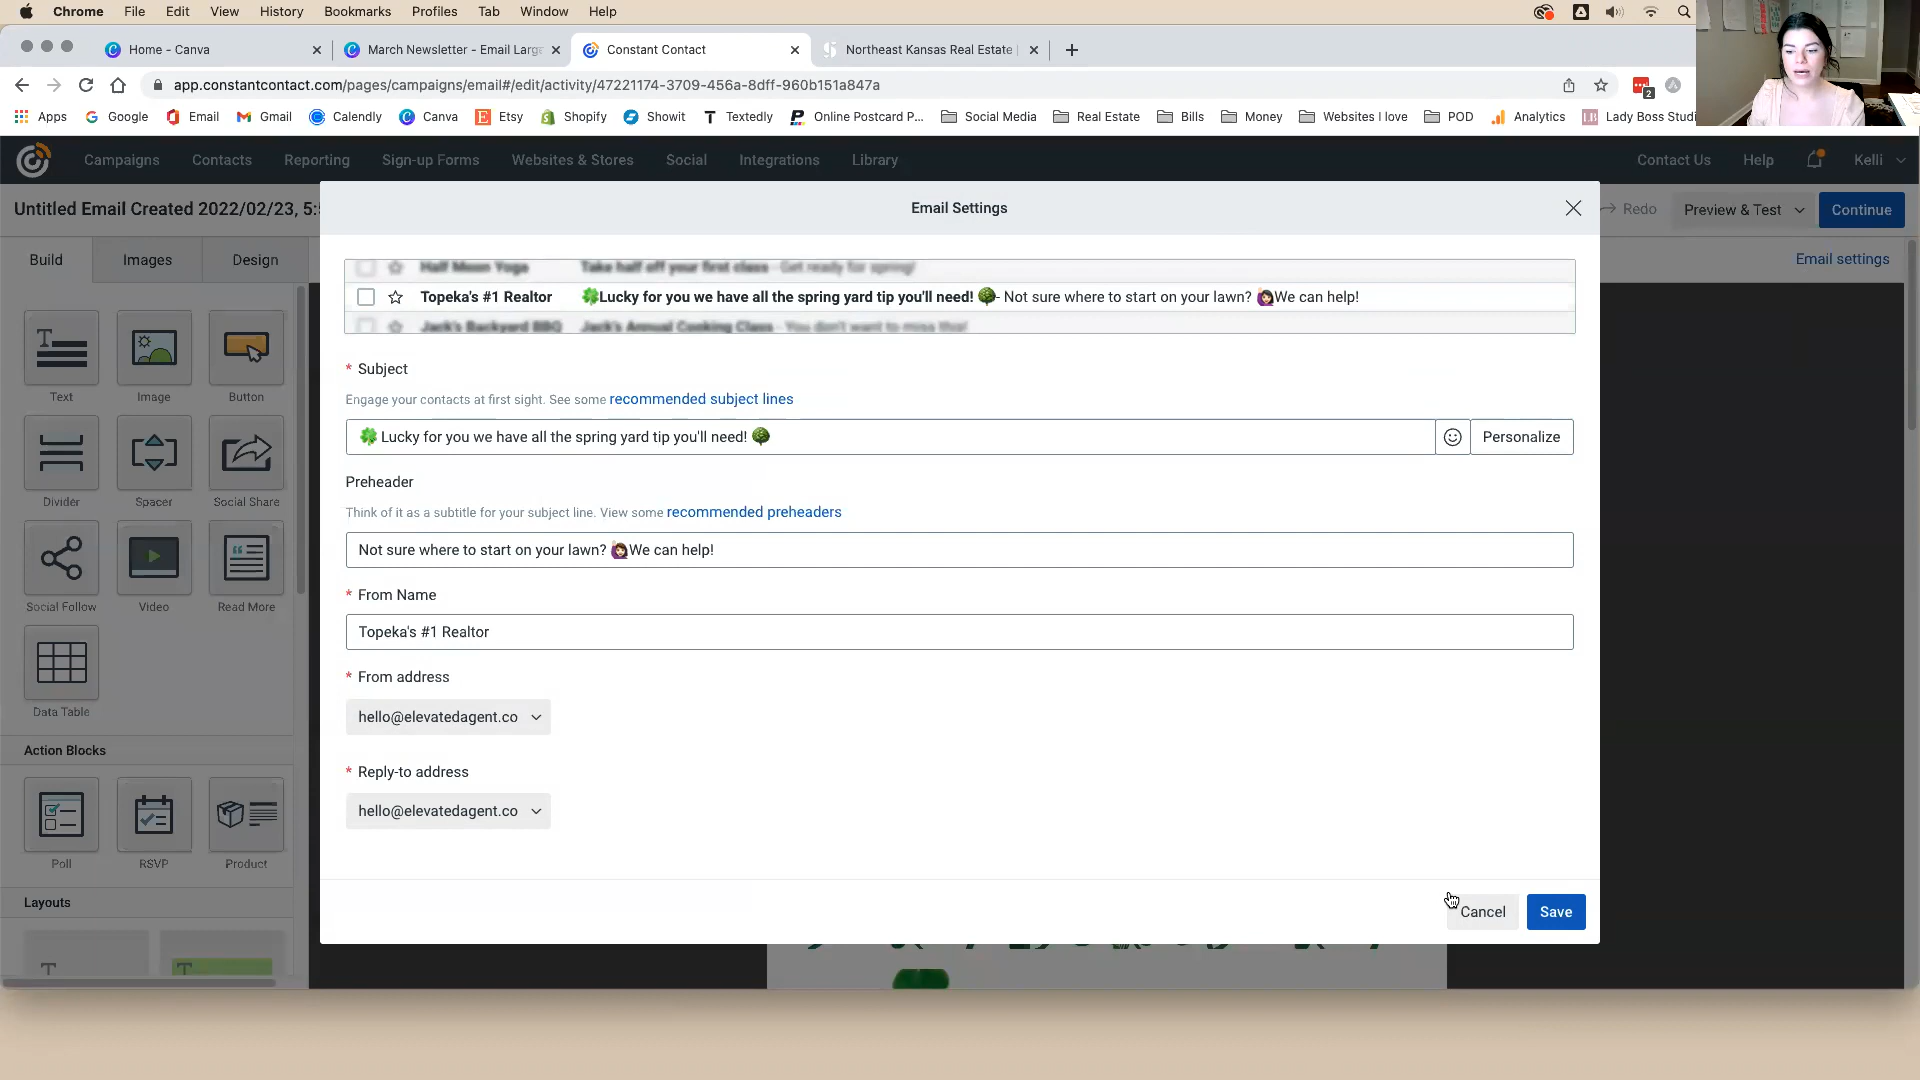 Chrome File Edit View History Bookmarks Profiles Tab Window Help
Home - Canva
March Newsletter - Email Large
Constant Contact
Northeast Kansas Real Estate
app.constantcontact.com/pages/campaigns/email#/edit/activity/47221174-3709-456a-8dff-960b151a847a
2
Apps Google Email Gmail Calendly Canva Etsy Shopify Showit Textedly Online Postcard P... Social Media Real Estate Bills Money Websites I love POD Analytics Lady Boss Studi
Campaigns Contacts Reporting Sign-up Forms Websites & Stores Social Integrations Library Contact Us Help Kelli
Untitled Email Created 2022/02/23, 5:
Email Settings
Redo Preview & Test Continue
Build Images Design
Email settings
Half Moon Yoga Take half off your first class - Get ready for spring!
Topeka's #1 Realtor 🍀Lucky for you we have all the spring yard tip you'll need! 🌳- Not sure where to start on your lawn? 🙋🏻‍♀️We can help!
Jack's Backyard BBQ Jack's Annual Cooking Class - You don't want to miss this!
* Subject
Engage your contacts at first sight. See some recommended subject lines
🍀 Lucky for you we have all the spring yard tip you'll need! 🌳
Personalize
Preheader
Think of it as a subtitle for your subject line. View some recommended preheaders
Not sure where to start on your lawn? 🙋🏻‍♀️We can help!
* From Name
Topeka's #1 Realtor
* From address
hello@elevatedagent.co
* Reply-to address
hello@elevatedagent.co
Cancel Save
Text Image Button
Divider Spacer Social Share
Social Follow Video Read More
Data Table
Action Blocks
Poll RSVP Product
Layouts
T T